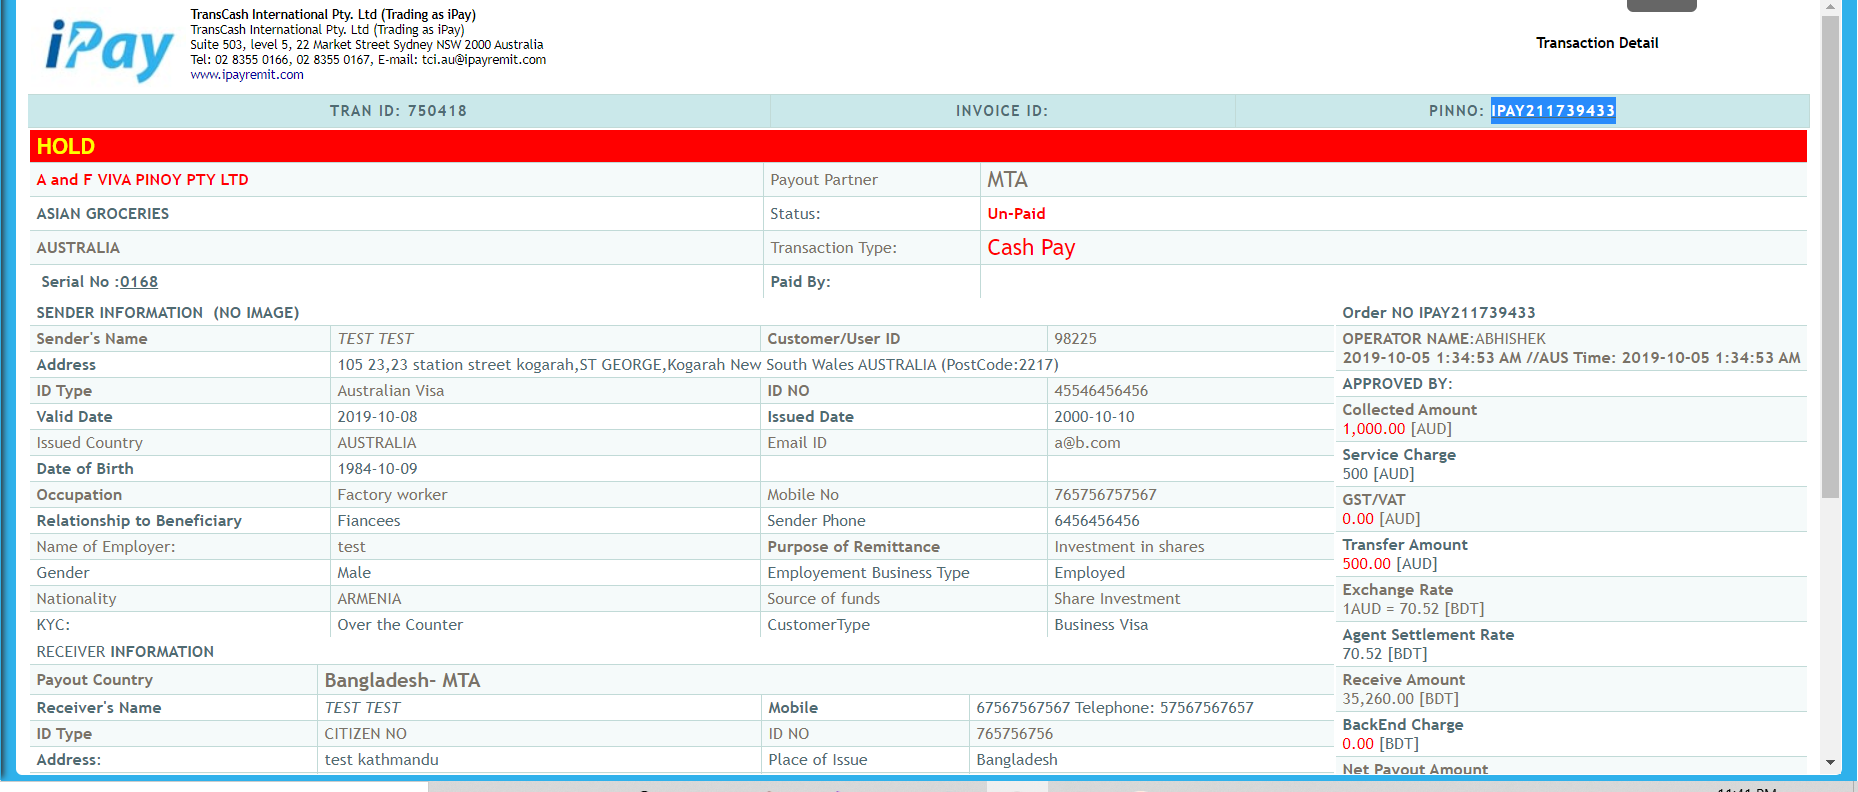 iPay
TransCash International Pty. Ltd (Trading as iPay)
TransCash International Pty. Ltd (Trading as iPay)
Suite 503, level 5, 22 Market Street Sydney NSW 2000 Australia
Tel: 02 8355 0166, 02 8355 0167, E-mail: tci.au@ipayremit.com
www.ipayremit.com
Transaction Detail
TRAN ID: 750418 INVOICE ID: PINNO: IPAY211739433
HOLD
A and F VIVA PINOY PTY LTD Payout Partner MTA
ASIAN GROCERIES Status: Un-Paid
AUSTRALIA Transaction Type: Cash Pay
Serial No :0168 Paid By:
SENDER INFORMATION (NO IMAGE)
Sender's Name TEST TEST Customer/User ID 98225
Address 105 23,23 station street kogarah,ST GEORGE,Kogarah New South Wales AUSTRALIA (PostCode:2217)
ID Type Australian Visa ID NO 45546456456
Valid Date 2019-10-08 Issued Date 2000-10-10
Issued Country AUSTRALIA Email ID a@b.com
Date of Birth 1984-10-09
Occupation Factory worker Mobile No 765756757567
Relationship to Beneficiary Fiancees Sender Phone 6456456456
Name of Employer: test Purpose of Remittance Investment in shares
Gender Male Employement Business Type Employed
Nationality ARMENIA Source of funds Share Investment
KYC: Over the Counter CustomerType Business Visa
RECEIVER INFORMATION
Payout Country Bangladesh- MTA
Receiver's Name TEST TEST Mobile 67567567567 Telephone: 57567567657
ID Type CITIZEN NO ID NO 765756756
Address: test kathmandu Place of Issue Bangladesh
Order NO IPAY211739433
OPERATOR NAME:ABHISHEK
2019-10-05 1:34:53 AM //AUS Time: 2019-10-05 1:34:53 AM
APPROVED BY:
Collected Amount
1,000.00 [AUD]
Service Charge
500 [AUD]
GST/VAT
0.00 [AUD]
Transfer Amount
500.00 [AUD]
Exchange Rate
1AUD = 70.52 [BDT]
Agent Settlement Rate
70.52 [BDT]
Receive Amount
35,260.00 [BDT]
BackEnd Charge
0.00 [BDT]
Net Payout Amount
11:41 PM